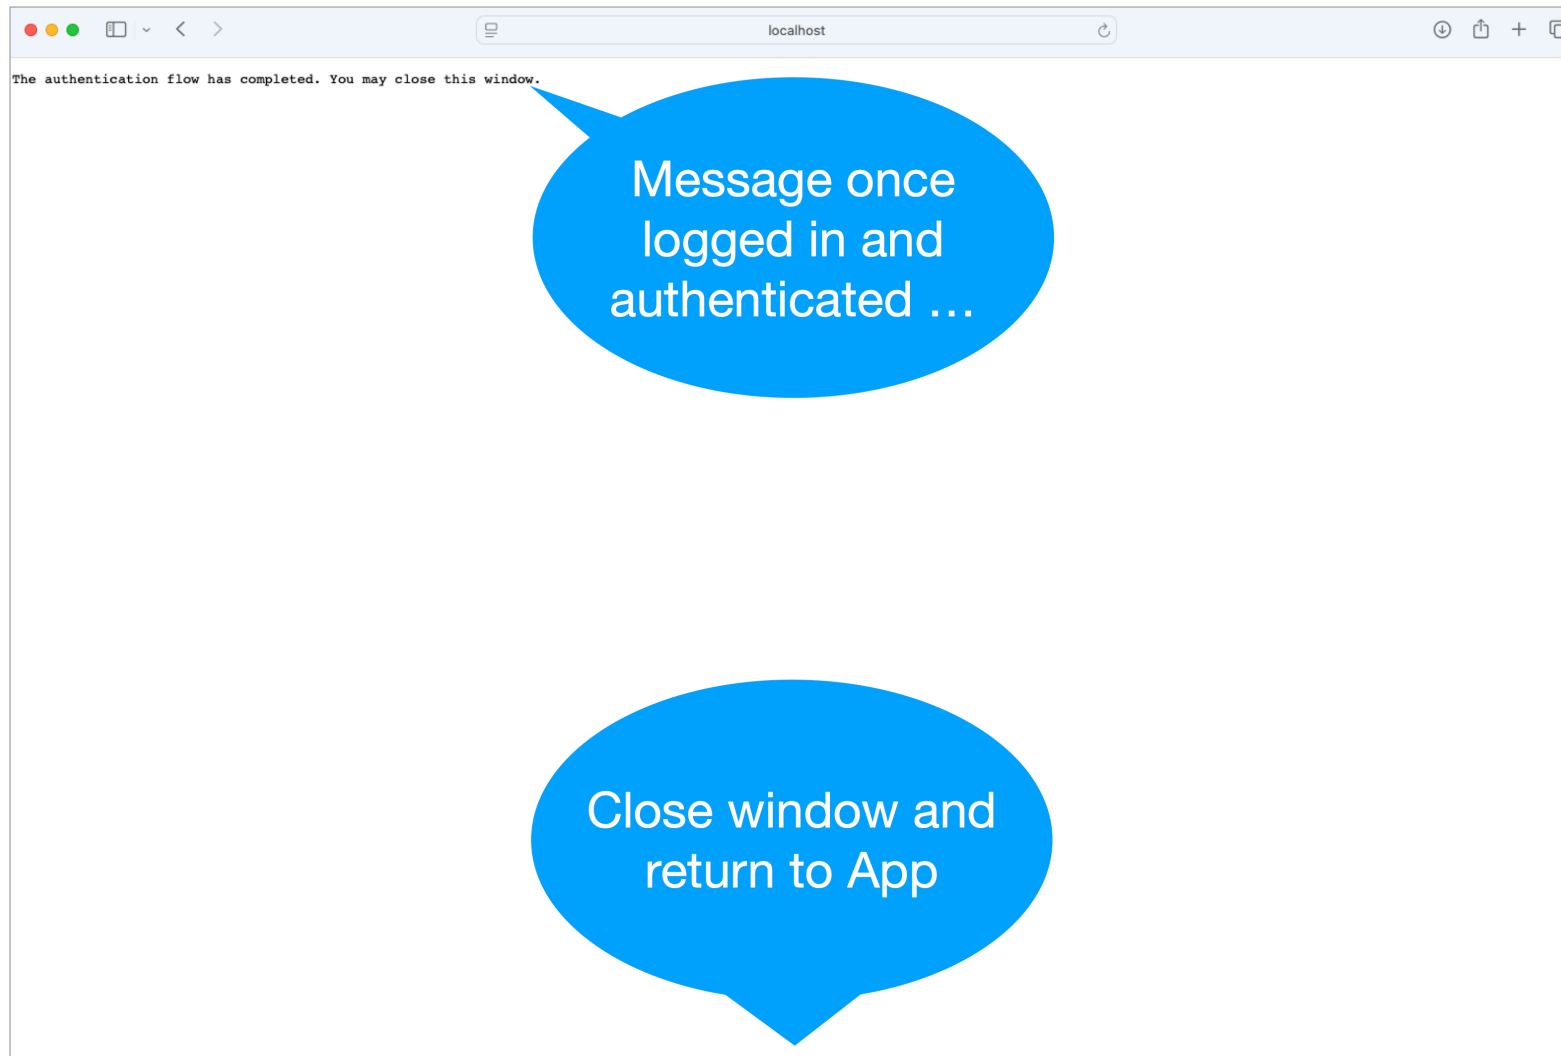 localhost
The authentication flow has completed. You may close this window.
Message once
logged in and
authenticated …
Close window and
return to App